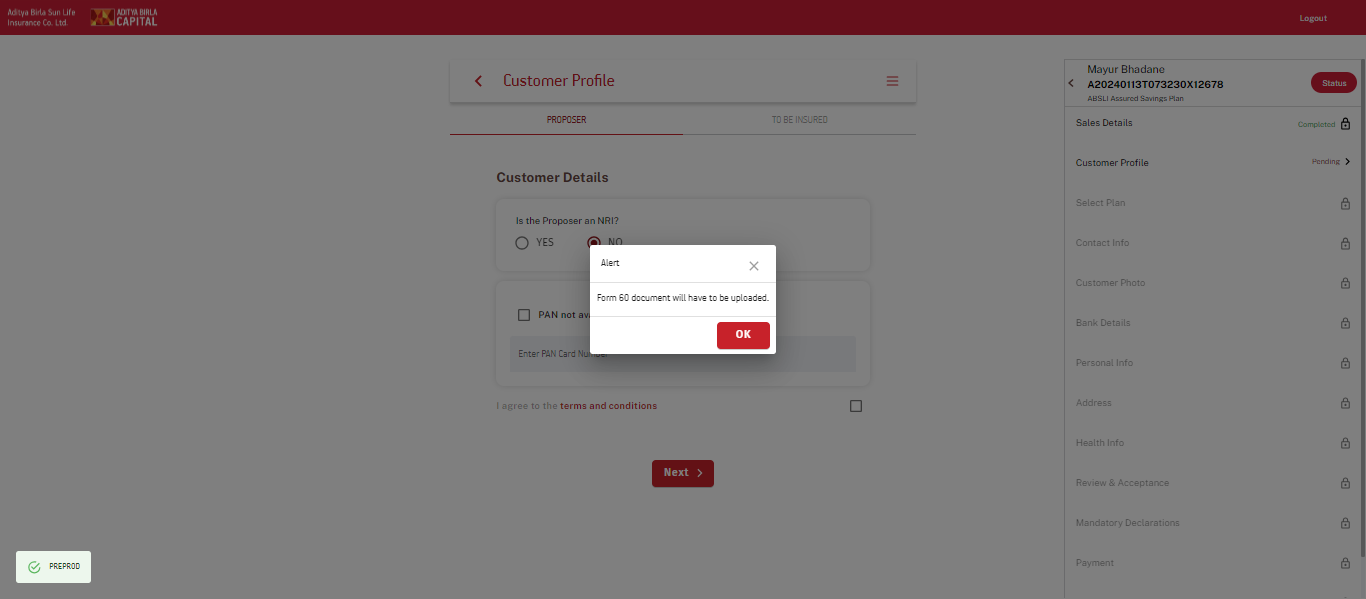 Aditya Birla Sun Life
Insurance Co. Ltd.
ADITYA BIRLA
CAPITAL
Logout
Customer Profile
PROPOSER
TO BE INSURED
Customer Details
Is the Proposer an NRI?
YES
NO
Alert
Form 60 document will have to be uploaded.
OK
PAN not
Enter PAN Card Number
I agree to the terms and conditions
Next
PREPROD
Mayur Bhadane
A20240113T073230X12678
ABSLI Assured Savings Plan
Status
Sales Details
Completed
Customer Profile
Pending
Select Plan
Contact Info
Customer Photo
Bank Details
Personal Info
Address
Health Info
Review & Acceptance
Mandatory Declarations
Payment